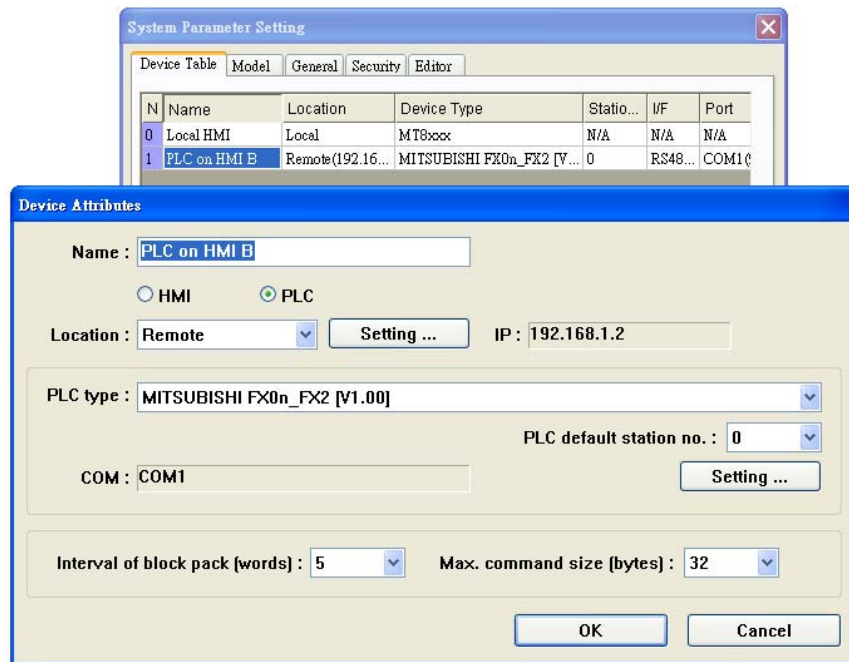 System Parameter Setting
Device Table Model General Security Editor
N Name Location Device Type Statio... I/F Port
0 Local HMI Local MT8xxx N/A N/A N/A
1 PLC on HMI B Remote(192.16... MITSUBISHI FX0n_FX2 [V... 0 RS48... COM1(
Device Attributes
Name : PLC on HMI B
HMI PLC
Location : Remote Setting ... IP : 192.168.1.2
PLC type : MITSUBISHI FX0n_FX2 [V1.00]
PLC default station no. : 0
COM : COM1 Setting ...
Interval of block pack (words) : 5 Max. command size (bytes) : 32
OK Cancel